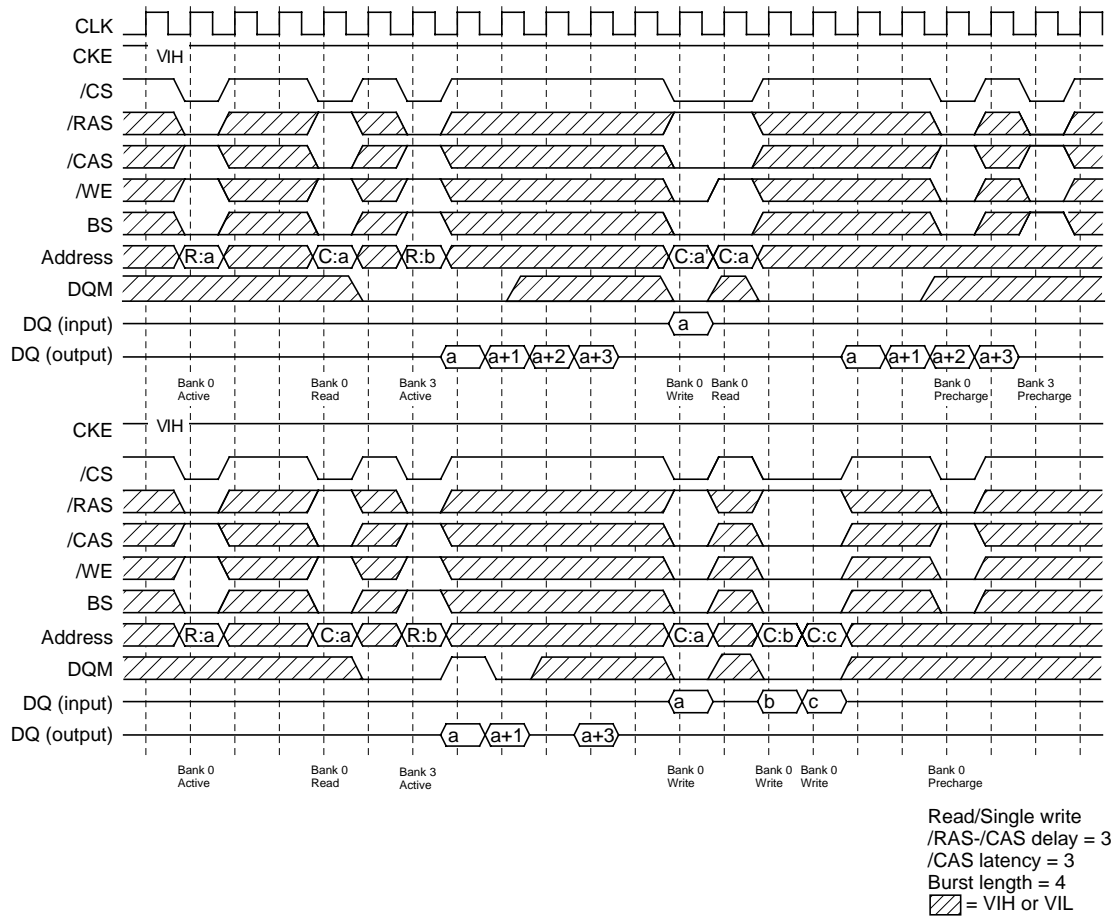 CLK
CKE VIH
/CS
/RAS
/CAS
/WE
BS
Address R:a C:a R:b C:a' C:a
DQM
DQ (input) a
DQ (output) a a+1 a+2 a+3 a a+1 a+2 a+3
Bank 0 Bank 0 Bank 3 Bank 0 Bank 0 Bank 0 Bank 3
Active Read Active Write Read Precharge Precharge
CKE VIH
/CS
/RAS
/CAS
/WE
BS
Address R:a C:a R:b C:a C:b C:c
DQM
DQ (input) a b c
DQ (output) a a+1 a+3
Bank 0 Bank 0 Bank 3 Bank 0 Bank 0 Bank 0 Bank 0
Active Read Active Write Write Write Precharge
Read/Single write
/RAS-/CAS delay = 3
/CAS latency = 3
Burst length = 4
= VIH or VIL